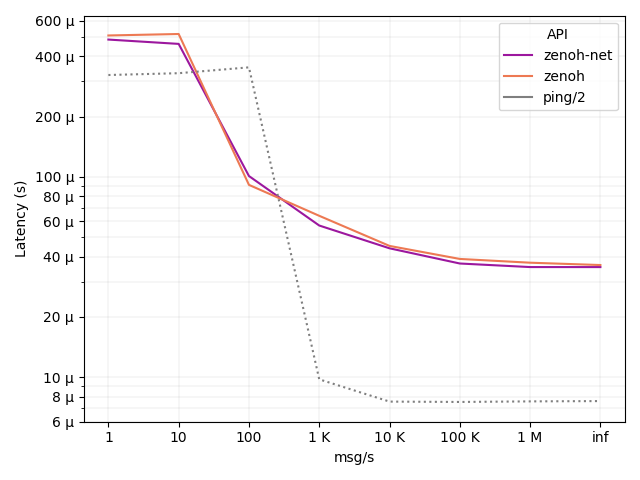 600 µ
400 µ
200 µ
100 µ
80 µ
60 µ
40 µ
20 µ
10 µ
8 µ
6 µ
Latency (s)
API
zenoh-net
zenoh
ping/2
1 10 100 1 K 10 K 100 K 1 M inf
msg/s